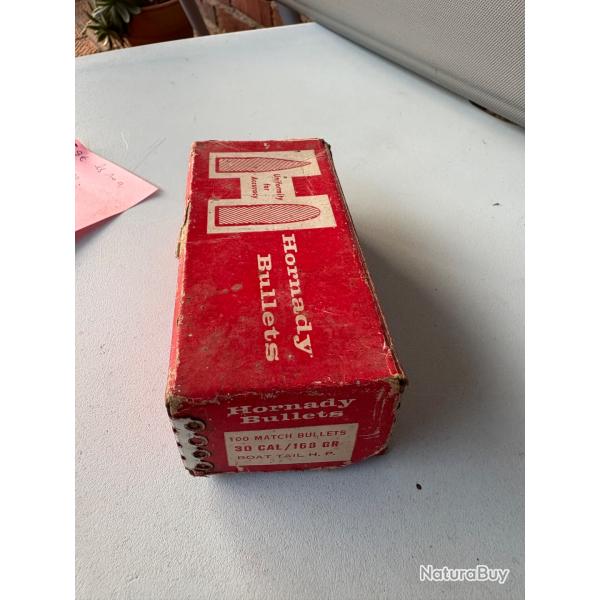 Uniformity
for
Accuracy
Hornady
Bullets
Hornady
Bullets
100 MATCH BULLETS
30 CAL/168 GR
BOAT TAIL H. P.
NaturaBuy